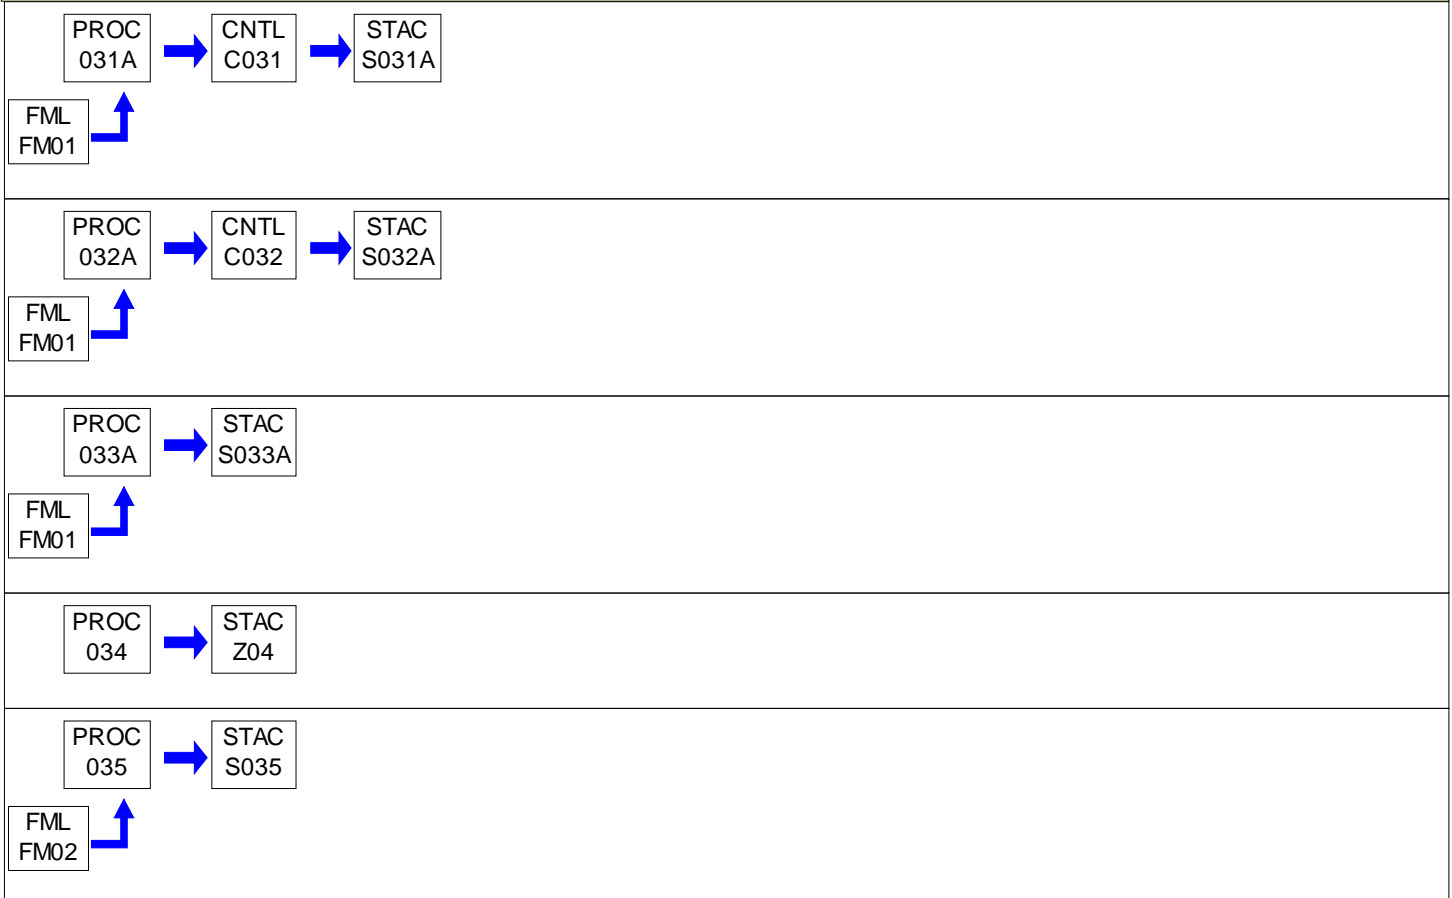 PROC
031A
CNTL
C031
STAC
S031A
FML
FM01
PROC
032A
CNTL
C032
STAC
S032A
FML
FM01
PROC
033A
STAC
S033A
FML
FM01
PROC
034
STAC
Z04
PROC
035
STAC
S035
FML
FM02